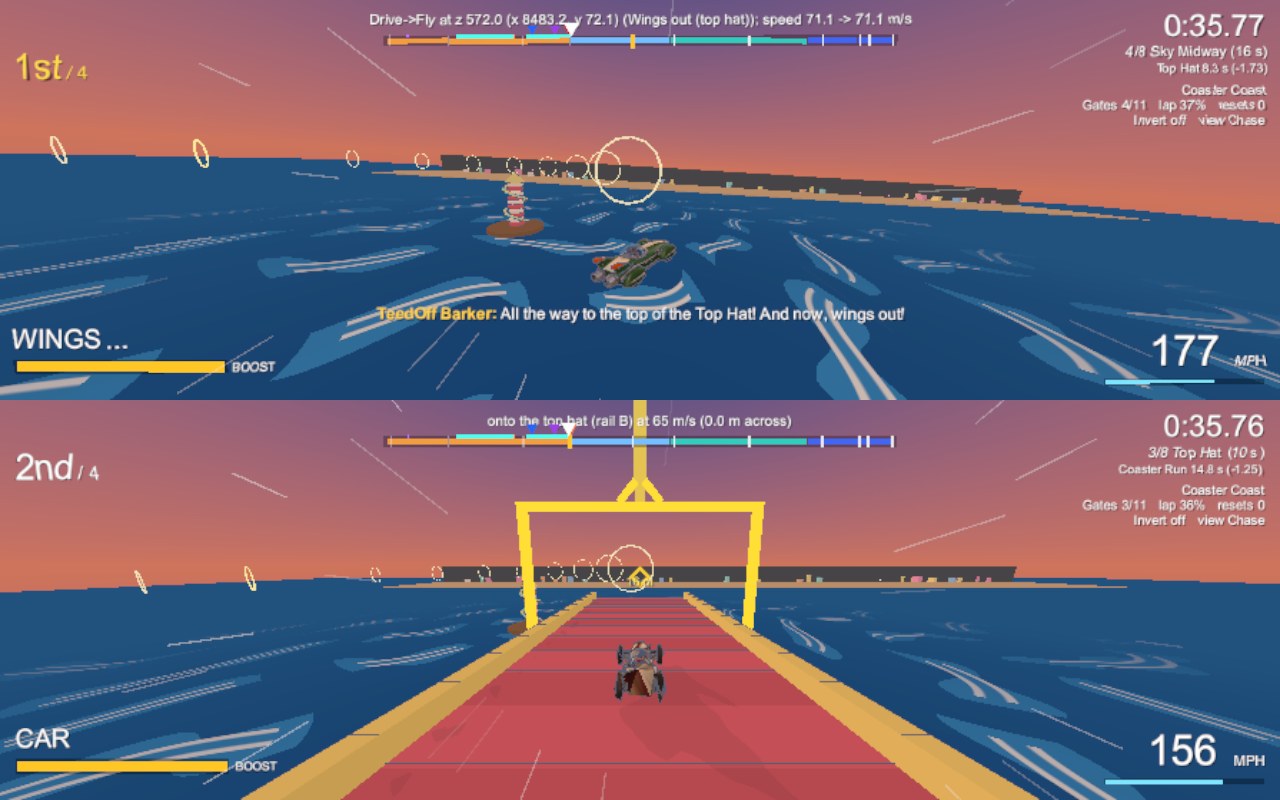 Drive->Fly at z 572.0 (x 8483.2, y 72.1) (Wings out (top hat)); speed 71.1 -> 71.1 m/s
0:35.77
1st / 4
4/8 Sky Midway (16 s)
Top Hat 8.3 s (-1.73)
Coaster Coast
Gates 4/11 lap 37% resets 0
Invert off view Chase
TeedOff Barker: All the way to the top of the Top Hat! And now, wings out!
WINGS ...
BOOST
177 MPH
onto the top hat (rail B) at 65 m/s (0.0 m across)
0:35.76
2nd / 4
3/8 Top Hat (10 s)
Coaster Run 14.8 s (-1.25)
Coaster Coast
Gates 3/11 lap 36% resets 0
Invert off view Chase
CAR
BOOST
156 MPH